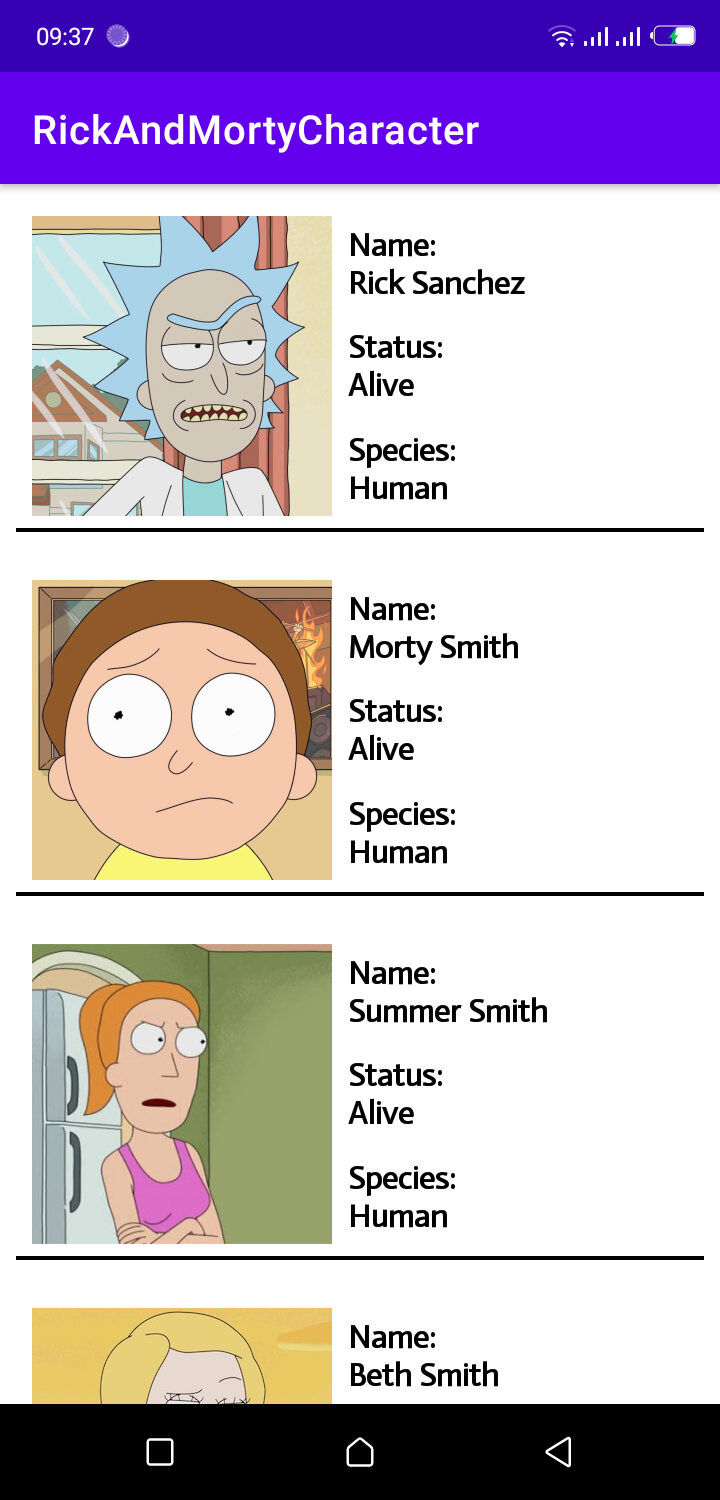 09:37
RickAndMortyCharacter
Name:
Rick Sanchez
Status:
Alive
Species:
Human
Name:
Morty Smith
Status:
Alive
Species:
Human
Name:
Summer Smith
Status:
Alive
Species:
Human
Name:
Beth Smith